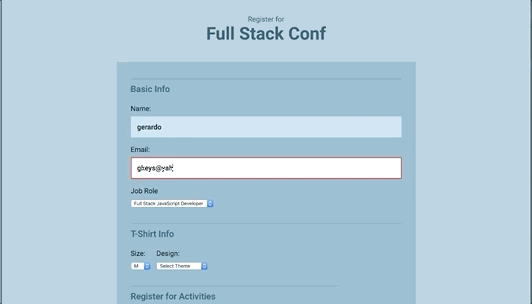 Register for
Full Stack Conf
Basic Info
Name:
gerardo
Email:
gheys@yah
Job Role
Full Stack JavaScript Developer
T-Shirt Info
Size: Design:
M Select Theme
Register for Activities